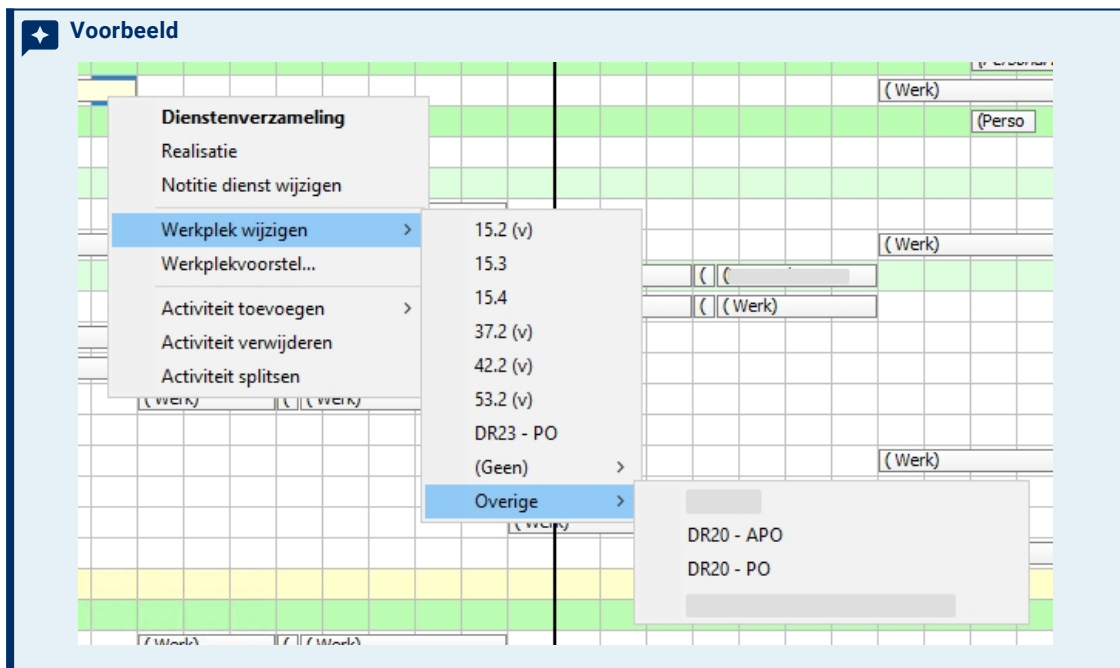 Voorbeeld
( Werk)
Dienstenverzameling
(Perso
Realisatie
Notitie dienst wijzigen
Werkplek wijzigen >
15.2 (v)
( Werk)
Werkplekvoorstel...
15.3
( (
15.4
Activiteit toevoegen >
( ( Werk)
37.2 (v)
Activiteit verwijderen
42.2 (v)
Activiteit splitsen
53.2 (v)
( Werk) ( ( Werk)
DR23 - PO
(Geen) >
( Werk)
Overige >
( Werk)
DR20 - APO
DR20 - PO
( Werk) ( ( Werk)